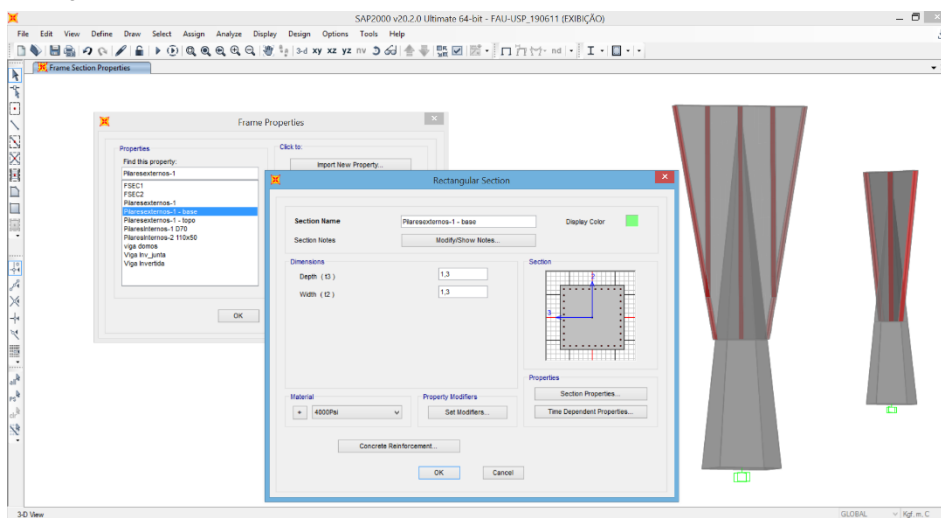 SAP2000 v20.2.0 Ultimate 64-bit - FAU-USP_190611 (EXIBIÇÃO)
File Edit View Define Draw Select Assign Analyze Display Design Options Tools Help
3-d xy xz yz nv
nd
Frame Section Properties
Frame Properties
Properties
Find this property:
Pilaresexternos-1
FSEC1
FSEC2
Pilaresexternos-1
Pilaresexternos-1 - base
Pilaresexternos-1 - topo
PilaresInternos-1 D70
PilaresInternos-2 110x50
viga domos
Viga Inv_junta
Viga Invertida
Click to:
Import New Property...
OK
Rectangular Section
Section Name
Pilaresexternos-1 - base
Display Color
Section Notes
Modify/Show Notes...
Dimensions
Depth ( t3 )
1,3
Width ( t2 )
1,3
Section
2
3
Properties
Section Properties...
Time Dependent Properties...
Material
+ 4000Psi
Property Modifiers
Set Modifiers...
Concrete Reinforcement...
OK Cancel
3-D View
GLOBAL Kgf, m, C